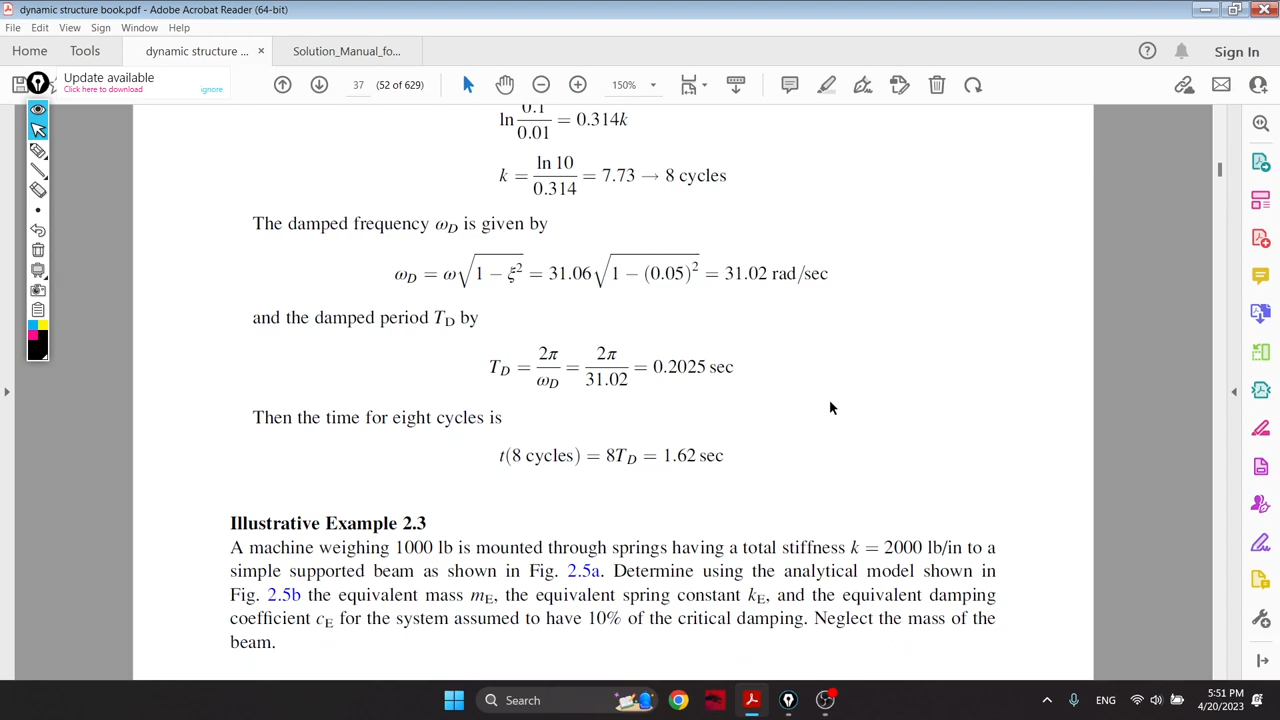 dynamic structure book.pdf - Adobe Acrobat Reader (64-bit)
File Edit View Sign Window Help
Home Tools dynamic structure ... × Solution_Manual_fo... Sign In
Update available
Click here to download ignore
37 (52 of 629) 150%
ln 0.1/0.01 = 0.314k
k = ln 10/0.314 = 7.73 → 8 cycles
The damped frequency ωD is given by
ωD = ω√(1 − ξ²) = 31.06√(1 − (0.05)²) = 31.02 rad/sec
and the damped period TD by
TD = 2π/ωD = 2π/31.02 = 0.2025 sec
Then the time for eight cycles is
t(8 cycles) = 8TD = 1.62 sec
Illustrative Example 2.3
A machine weighing 1000 lb is mounted through springs having a total stiffness k = 2000 lb/in to a
simple supported beam as shown in Fig. 2.5a. Determine using the analytical model shown in
Fig. 2.5b the equivalent mass mE, the equivalent spring constant kE, and the equivalent damping
coefficient cE for the system assumed to have 10% of the critical damping. Neglect the mass of the
beam.
Search
ENG
5:51 PM
4/20/2023